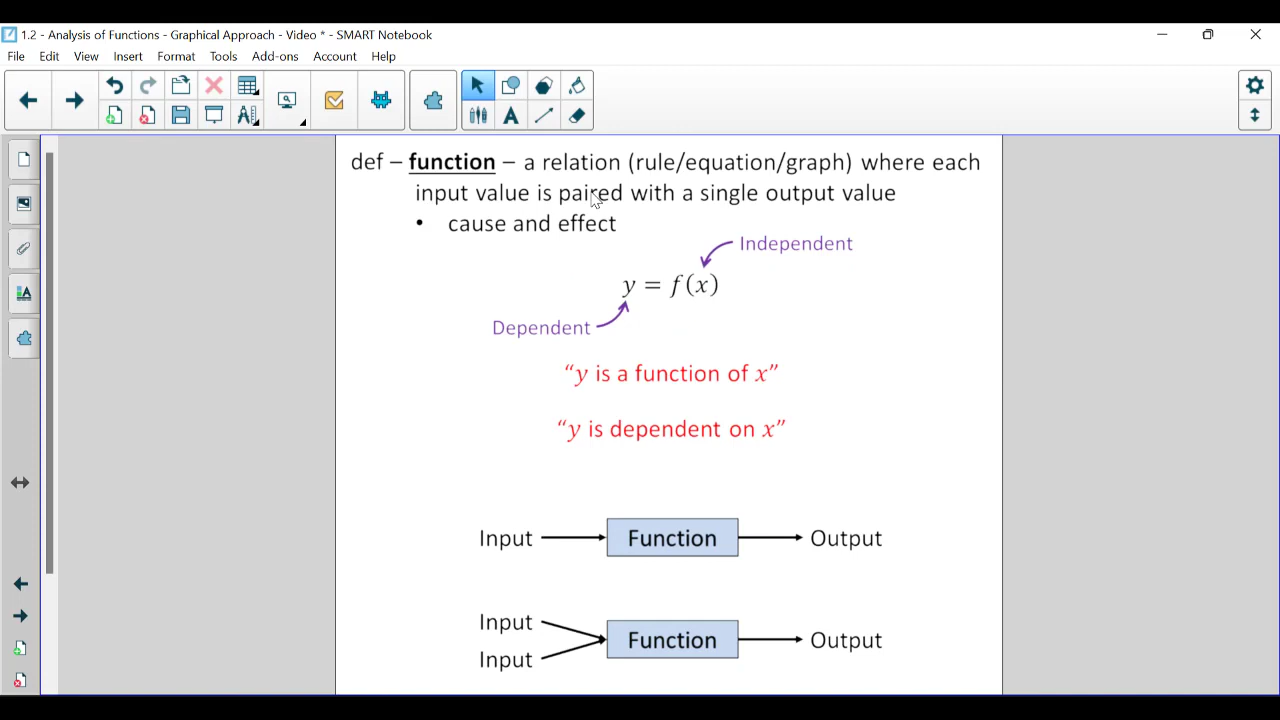 1.2 - Analysis of Functions - Graphical Approach - Video * - SMART Notebook
File Edit View Insert Format Tools Add-ons Account Help
def – function – a relation (rule/equation/graph) where each
input value is paired with a single output value
• cause and effect
Independent
y = f(x)
Dependent
“y is a function of x”
“y is dependent on x”
Input Function Output
Input
Function Output
Input